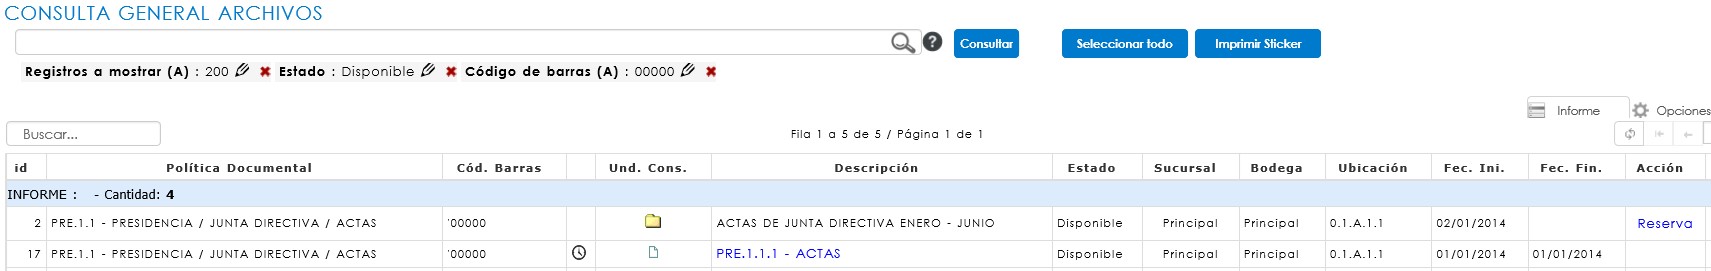 CONSULTA GENERAL ARCHIVOS
? Consultar Seleccionar todo Imprimir Sticker
Registros a mostrar (A) : 200 Estado : Disponible Código de barras (A) : 00000
Informe Opciones
Buscar... Fila 1 a 5 de 5 / Página 1 de 1
id Política Documental Cód. Barras Und. Cons. Descripción Estado Sucursal Bodega Ubicación Fec. Ini. Fec. Fin. Acción
INFORME : - Cantidad: 4
2 PRE.1.1 - PRESIDENCIA / JUNTA DIRECTIVA / ACTAS '00000 ACTAS DE JUNTA DIRECTIVA ENERO - JUNIO Disponible Principal Principal 0.1.A.1.1 02/01/2014 Reserva
17 PRE.1.1 - PRESIDENCIA / JUNTA DIRECTIVA / ACTAS '00000 PRE.1.1.1 - ACTAS Disponible Principal Principal 0.1.A.1.1 01/01/2014 01/01/2014